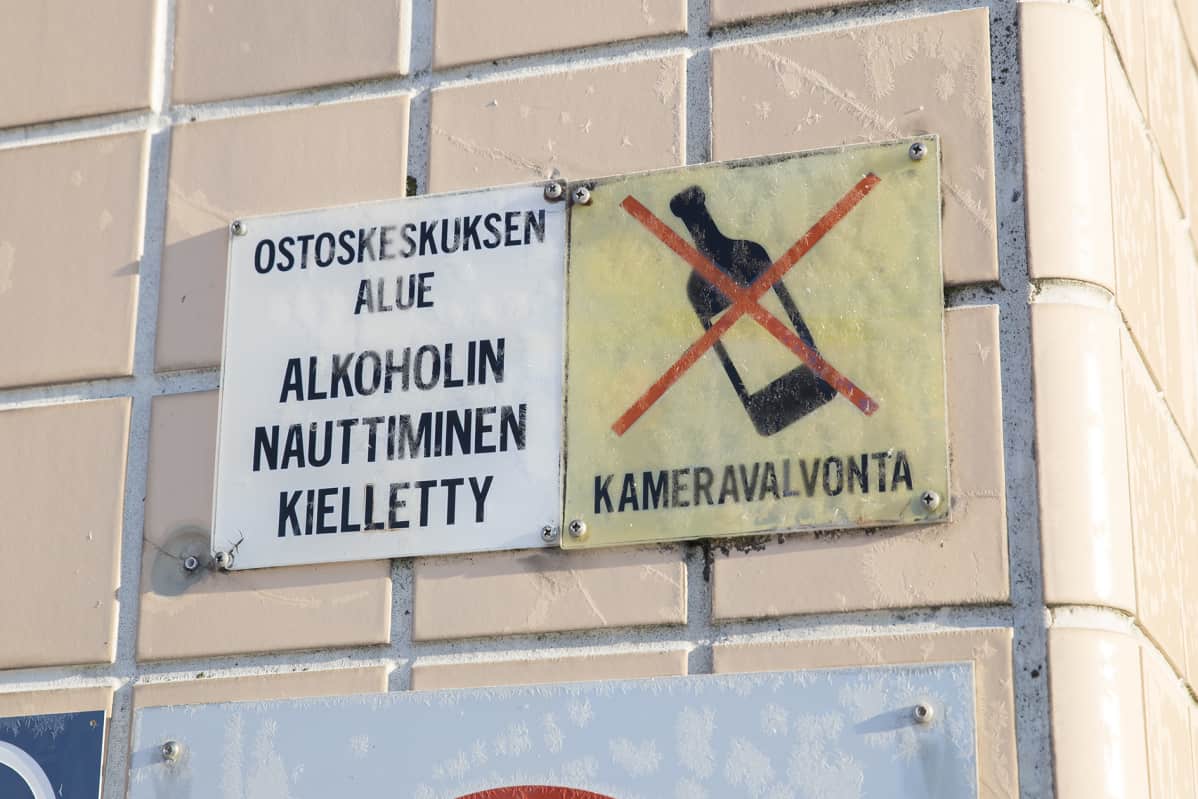 OSTOSKESKUKSEN
ALUE
ALKOHOLIN
NAUTTIMINEN
KIELLETTY
KAMERAVALVONTA